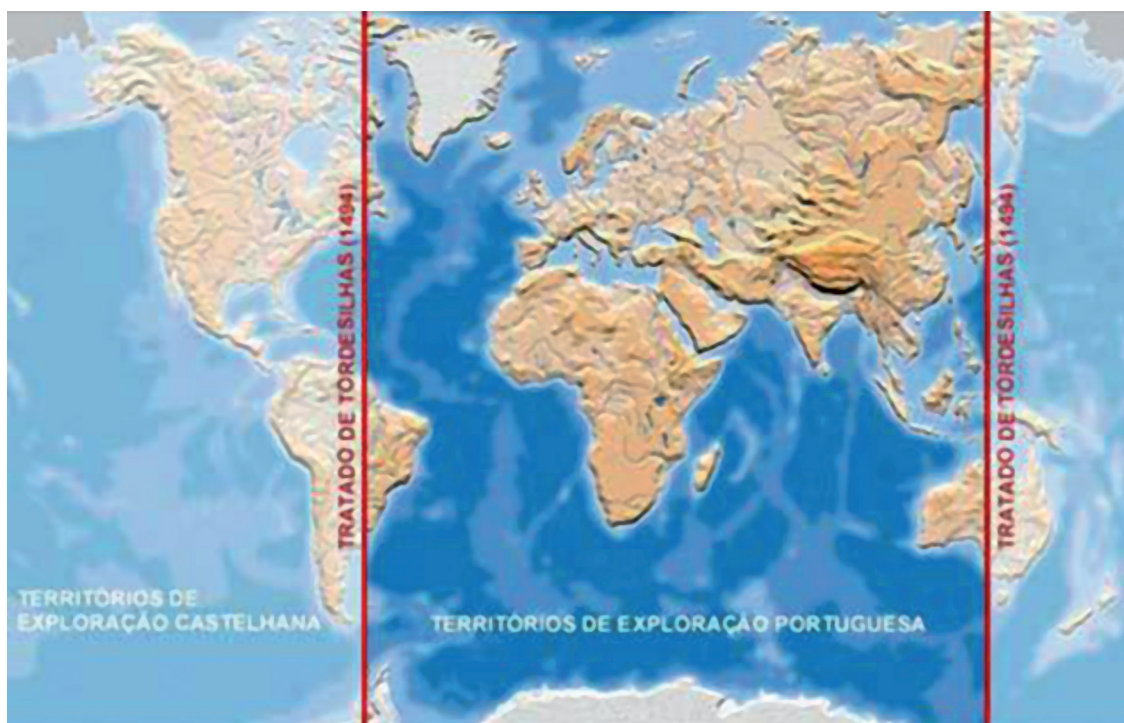 TRATADO DE TORDESILHAS (1494)
TRATADO DE TORDESILHAS (1494)
TERRITÓRIOS DE
EXPLORAÇÃO CASTELHANA
TERRITÓRIOS DE EXPLORAÇÃO PORTUGUESA